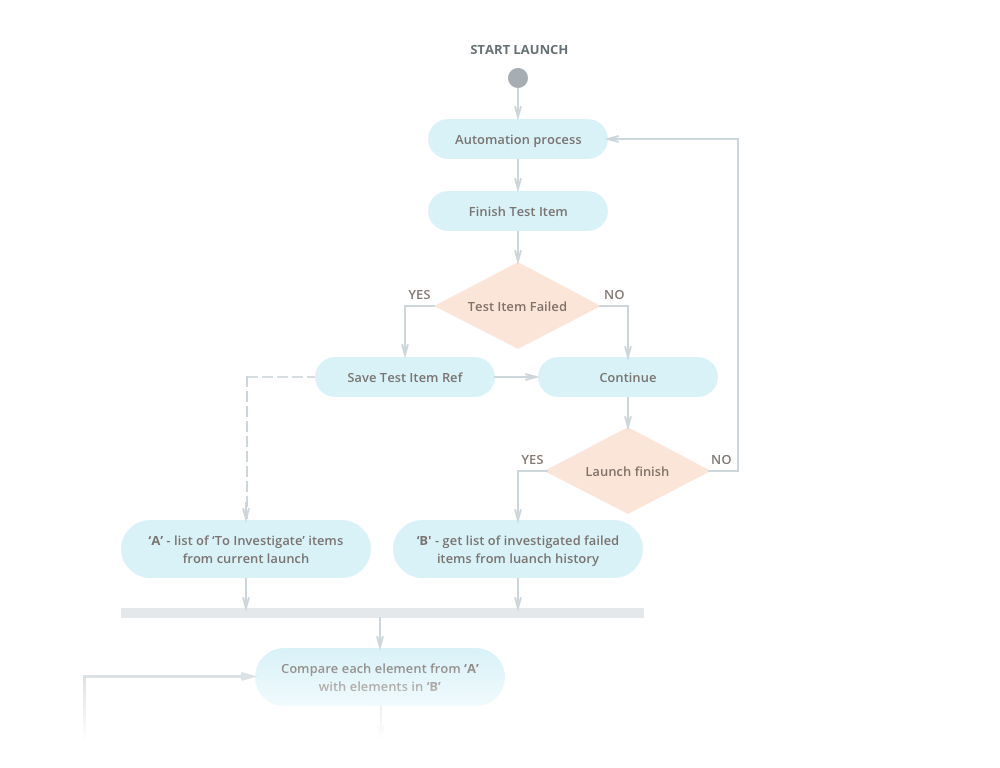 START LAUNCH
Automation process
Finish Test Item
YES
NO
Test Item Failed
Save Test Item Ref
Continue
YES
NO
Launch finish
‘A’ - list of ‘To Investigate’ items
from current launch
‘B' - get list of investigated failed
items from luanch history
Compare each element from ‘A’
with elements in ‘B’